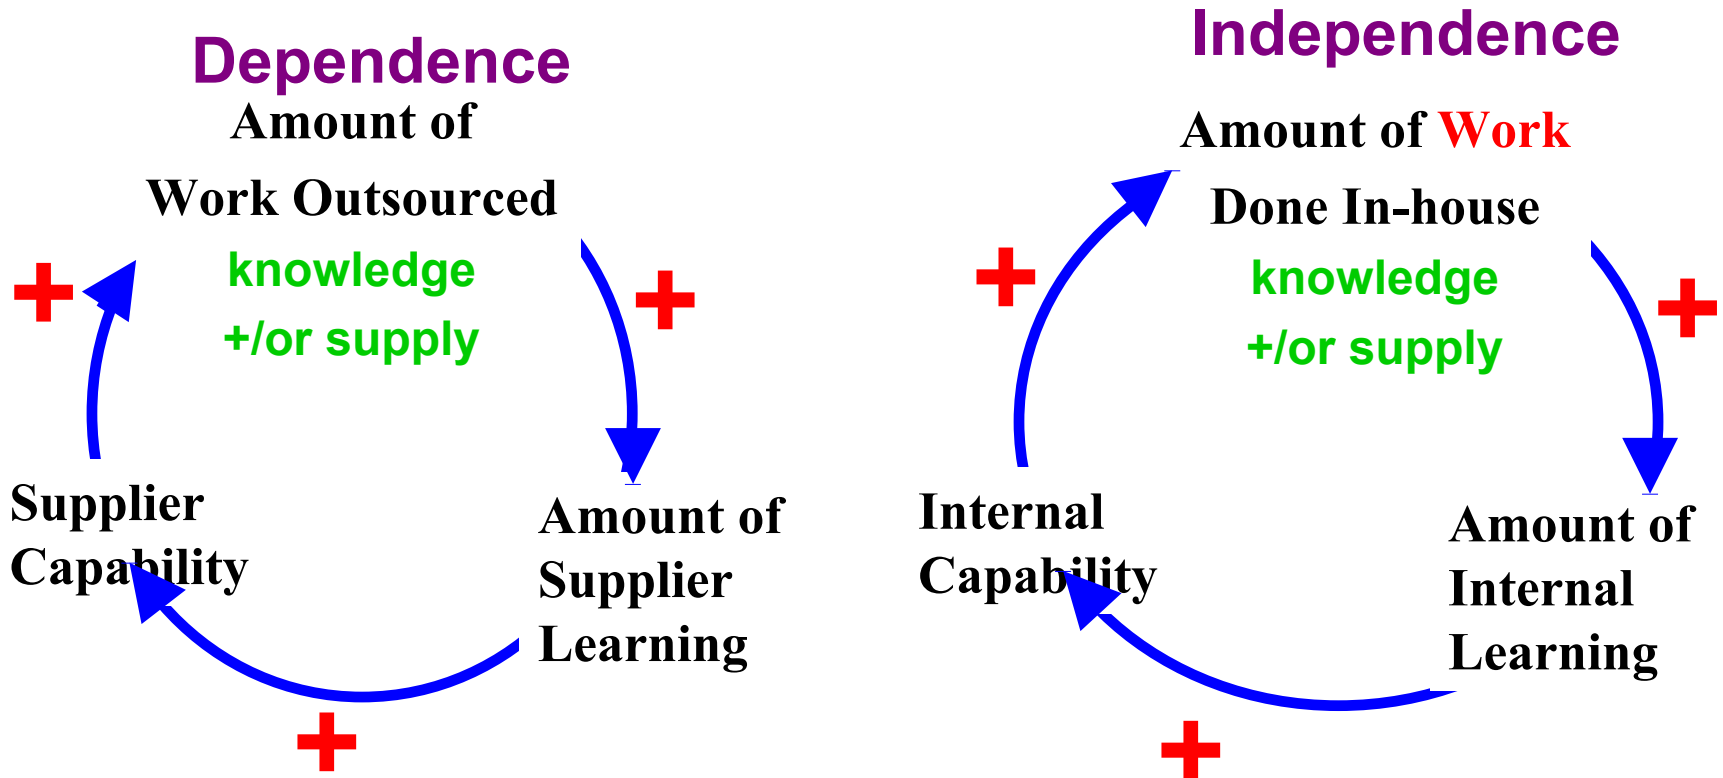 Dependence
Amount of
Work Outsourced
knowledge
+/or supply
+
+
Supplier
Capability
Amount of
Supplier
Learning
+
Independence
Amount of Work
Done In-house
knowledge
+/or supply
+
+
Internal
Capability
Amount of
Internal
Learning
+